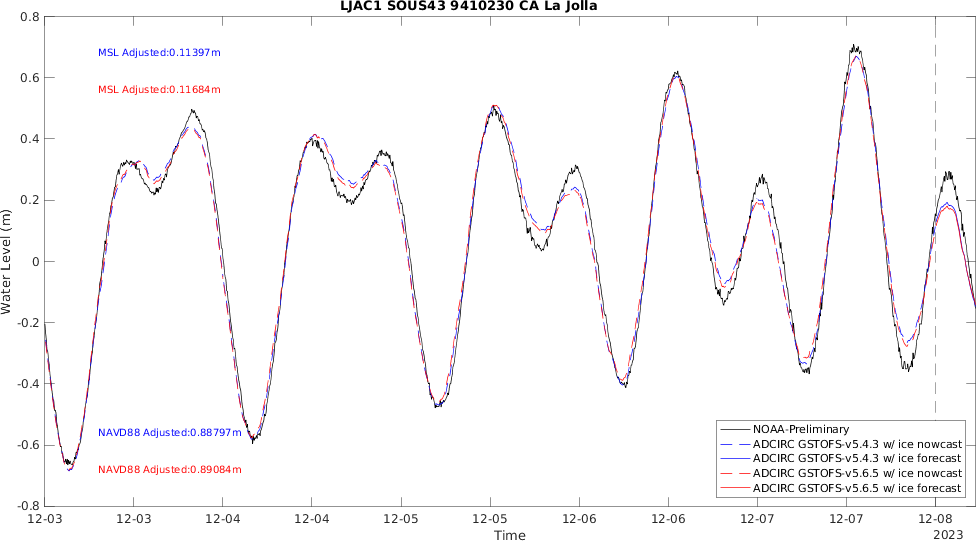 LJAC1 SOUS43 9410230 CA La Jolla
0.8
0.6
0.4
0.2
0
-0.2
-0.4
-0.6
-0.8
Water Level (m)
MSL Adjusted:0.11397m
MSL Adjusted:0.11684m
NAVD88 Adjusted:0.88797m
NAVD88 Adjusted:0.89084m
NOAA-Preliminary
ADCIRC GSTOFS-v5.4.3 w/ ice nowcast
ADCIRC GSTOFS-v5.4.3 w/ ice forecast
ADCIRC GSTOFS-v5.6.5 w/ ice nowcast
ADCIRC GSTOFS-v5.6.5 w/ ice forecast
12-03 12-03 12-04 12-04 12-05 12-05 12-06 12-06 12-07 12-07 12-08
Time 2023